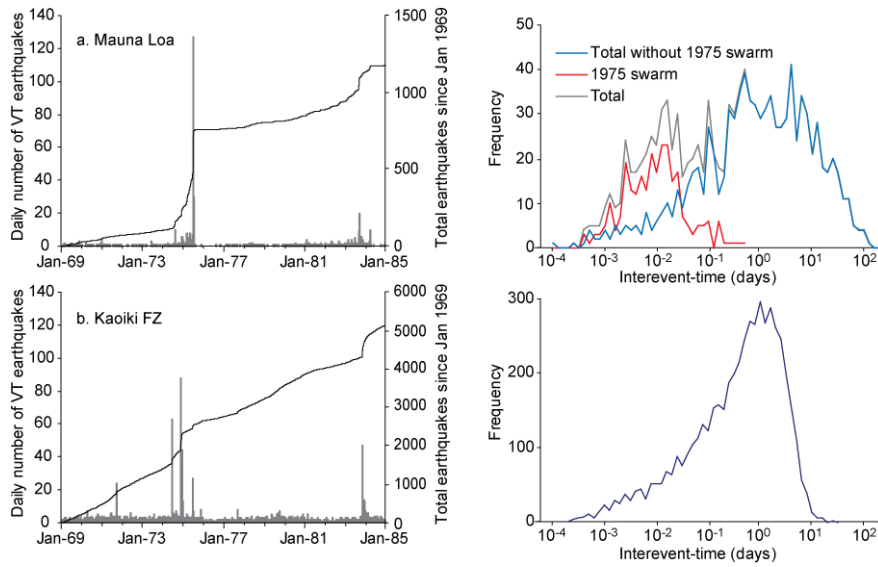 a. Mauna Loa
Daily number of VT earthquakes
140
120
100
80
60
40
20
0
1500
1000
500
0
Total earthquakes since Jan 1969
Jan-69 Jan-73 Jan-77 Jan-81 Jan-85
Total without 1975 swarm
1975 swarm
Total
Frequency
50
40
30
20
10
0
10-4 10-3 10-2 10-1 100 101 102
Interevent-time (days)
b. Kaoiki FZ
Daily number of VT earthquakes
140
120
100
80
60
40
20
0
6000
5000
4000
3000
2000
1000
0
Total earthquakes since Jan 1969
Jan-69 Jan-73 Jan-77 Jan-81 Jan-85
Frequency
300
200
100
0
10-4 10-3 10-2 10-1 100 101 102
Interevent-time (days)